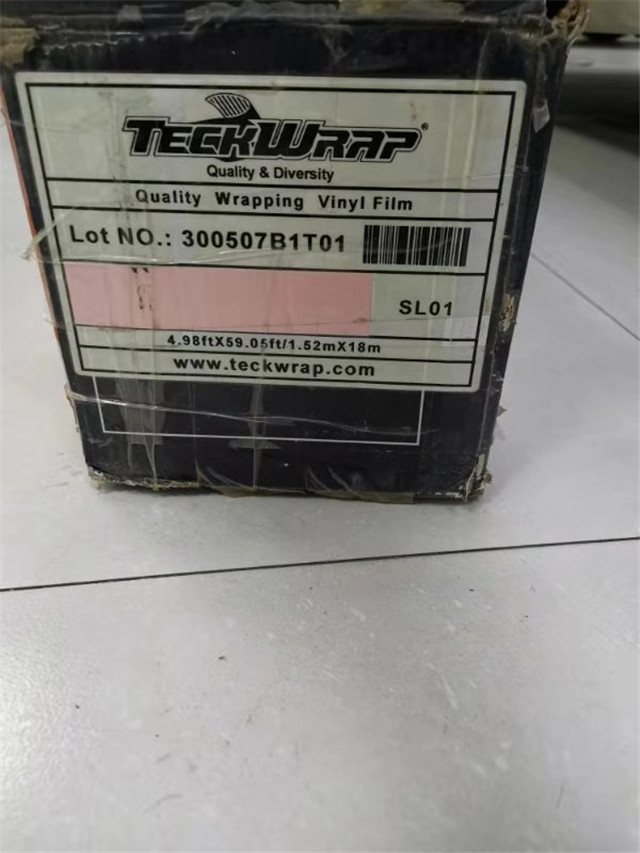 TECKWRAP®
Quality & Diversity
Quality Wrapping Vinyl Film
Lot NO.: 300507B1T01
SL01
4.98ftX59.05ft/1.52mX18m
www.teckwrap.com